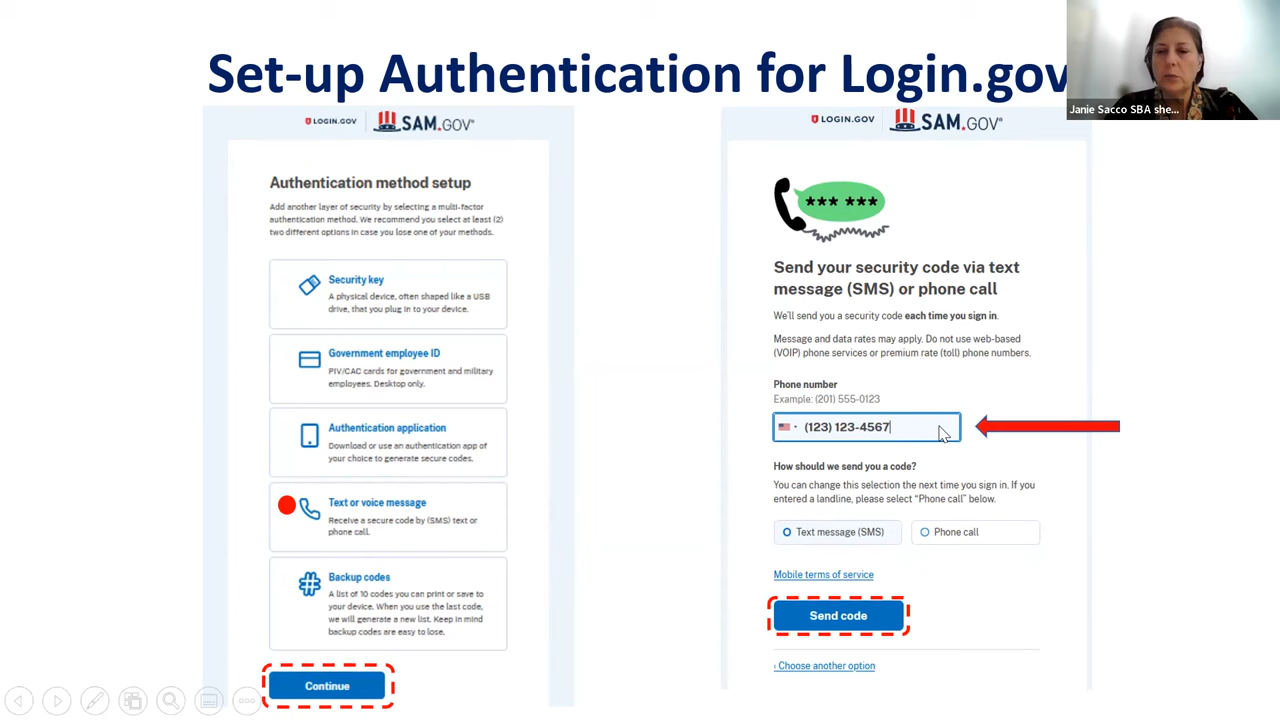 Set-up Authentication for Login.gov
Janie Sacco SBA she...
LOGIN.GOV
SAM.GOV®
Authentication method setup
Add another layer of security by selecting a multi-factor
authentication method. We recommend you select at least (2)
two different options in case you lose one of your methods.
Security key
A physical device, often shaped like a USB
drive, that you plug in to your device.
Government employee ID
PIV/CAC cards for government and military
employees. Desktop only.
Authentication application
Download or use an authentication app of
your choice to generate secure codes.
Text or voice message
Receive a secure code by (SMS) text or
phone call.
Backup codes
A list of 10 codes you can print or save to
your device. When you use the last code,
we will generate a new list. Keep in mind
backup codes are easy to lose.
Continue
LOGIN.GOV
SAM.GOV®
*** ***
Send your security code via text
message (SMS) or phone call
We'll send you a security code each time you sign in.
Message and data rates may apply. Do not use web-based
(VOIP) phone services or premium rate (toll) phone numbers.
Phone number
Example: (201) 555-0123
(123) 123-4567
How should we send you a code?
You can change this selection the next time you sign in. If you
entered a landline, please select “Phone call” below.
Text message (SMS)
Phone call
Mobile terms of service
Send code
‹ Choose another option